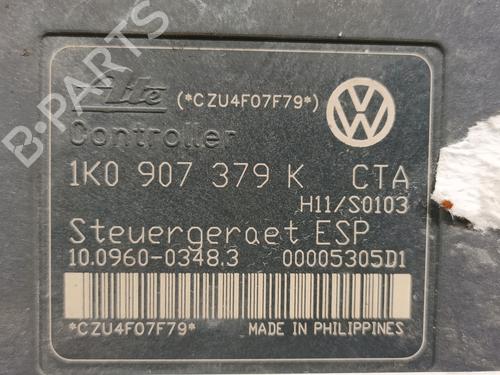 Ate (*CZU4F07F79*)
Controller
1K0 907 379 K CTA
H11/S0103
Steuergeraet ESP
10.0960-0348.3 00005305D1
*CZU4F07F79* MADE IN PHILIPPINES
B-PARTS